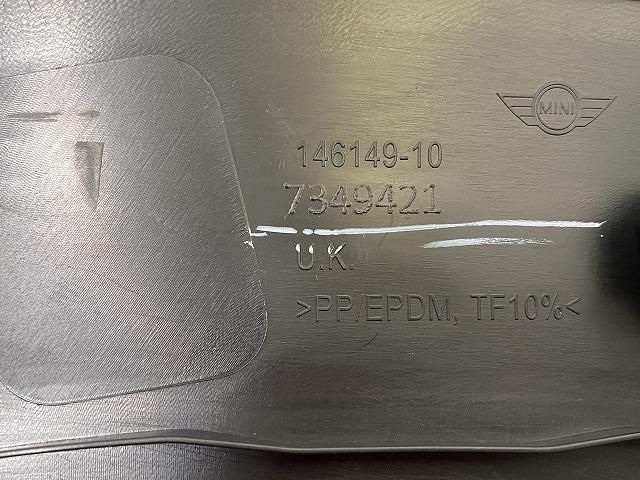 MINI
146149-10
7349421
U.K.
>PP/EPDM, TF10%<